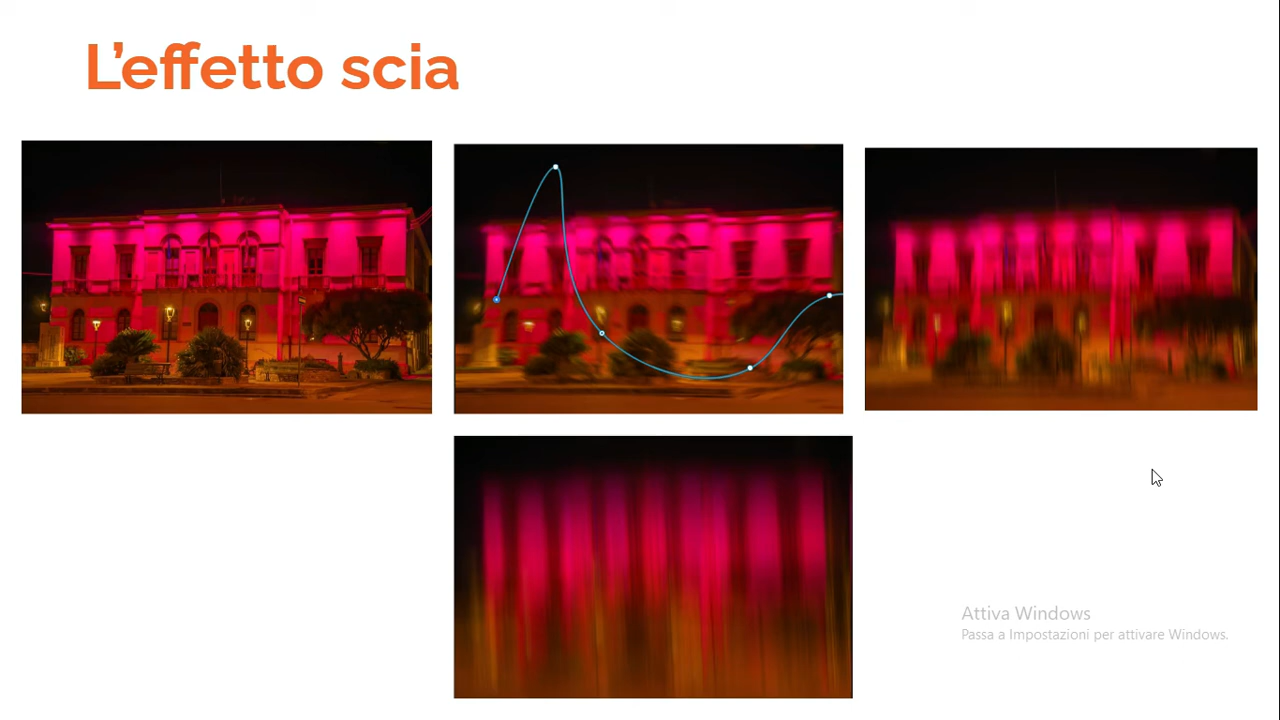 L'effetto scia
Attiva Windows
Passa a Impostazioni per attivare Windows.